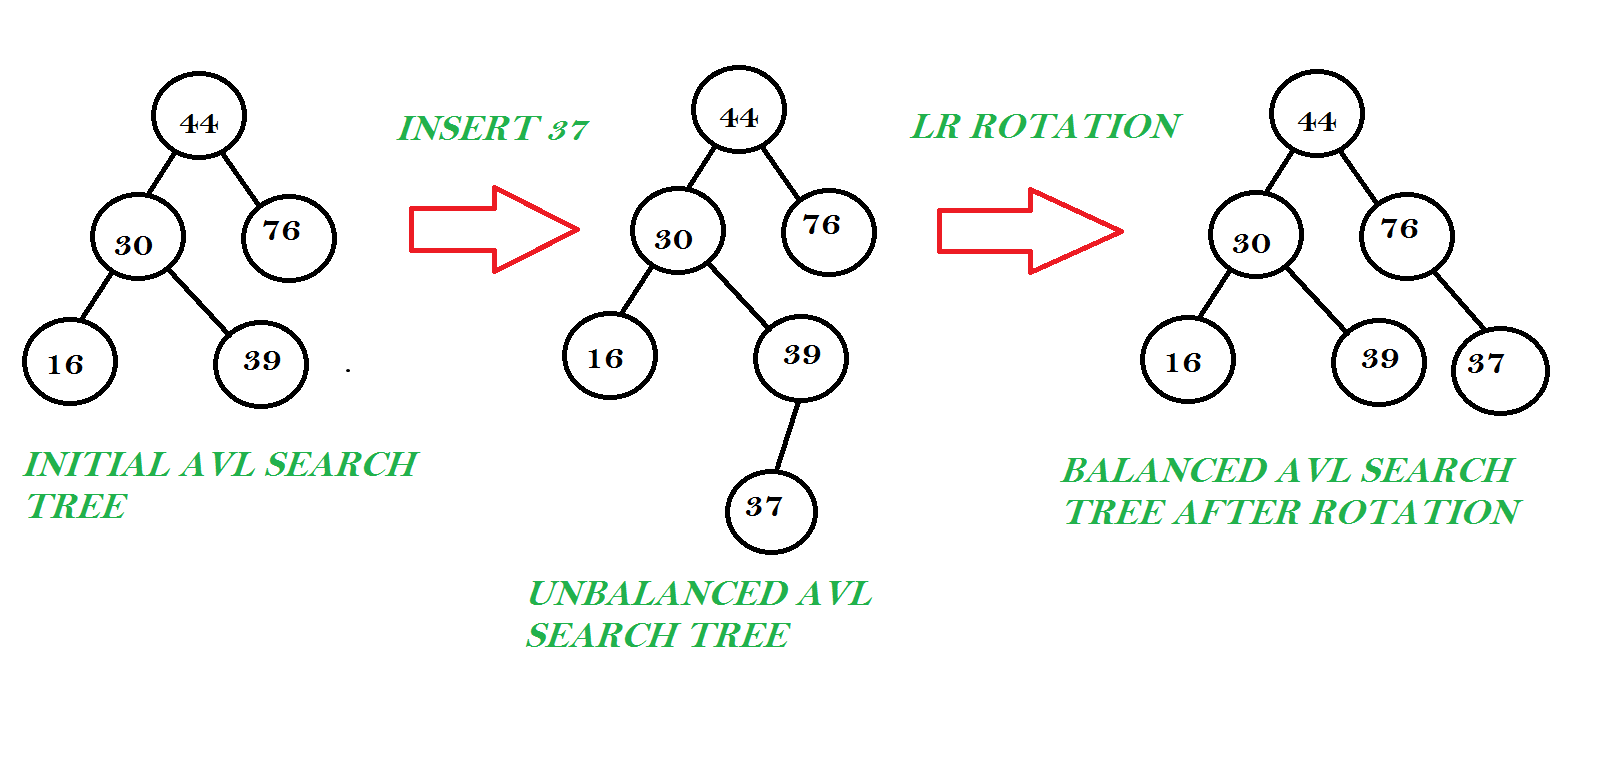 44
30
76
16
39
INITIAL AVL SEARCH
TREE
INSERT 37
44
30
76
16
39
37
UNBALANCED AVL
SEARCH TREE
LR ROTATION
44
30
76
16
39
37
BALANCED AVL SEARCH
TREE AFTER ROTATION